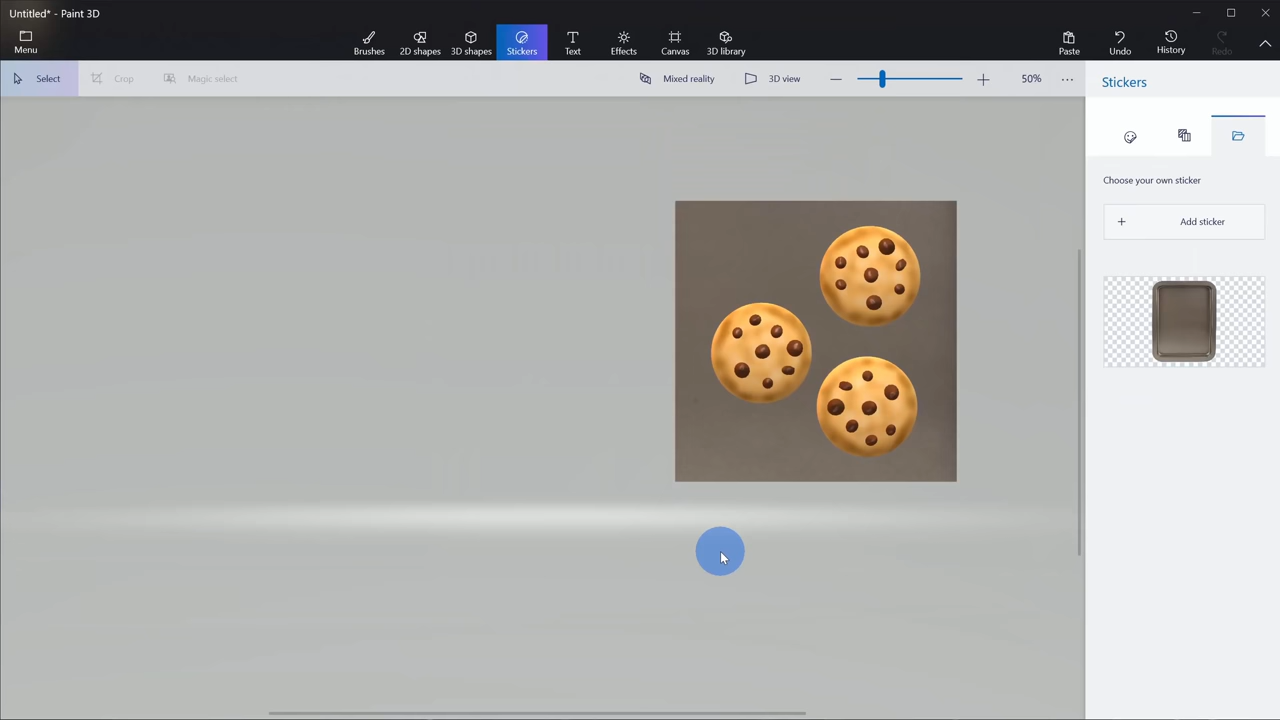 Untitled* - Paint 3D
Menu
Brushes
2D shapes
3D shapes
Stickers
Text
Effects
Canvas
3D library
Paste
Undo
History
Redo
Select
Crop
Magic select
Mixed reality
3D view
50%
Stickers
Choose your own sticker
Add sticker